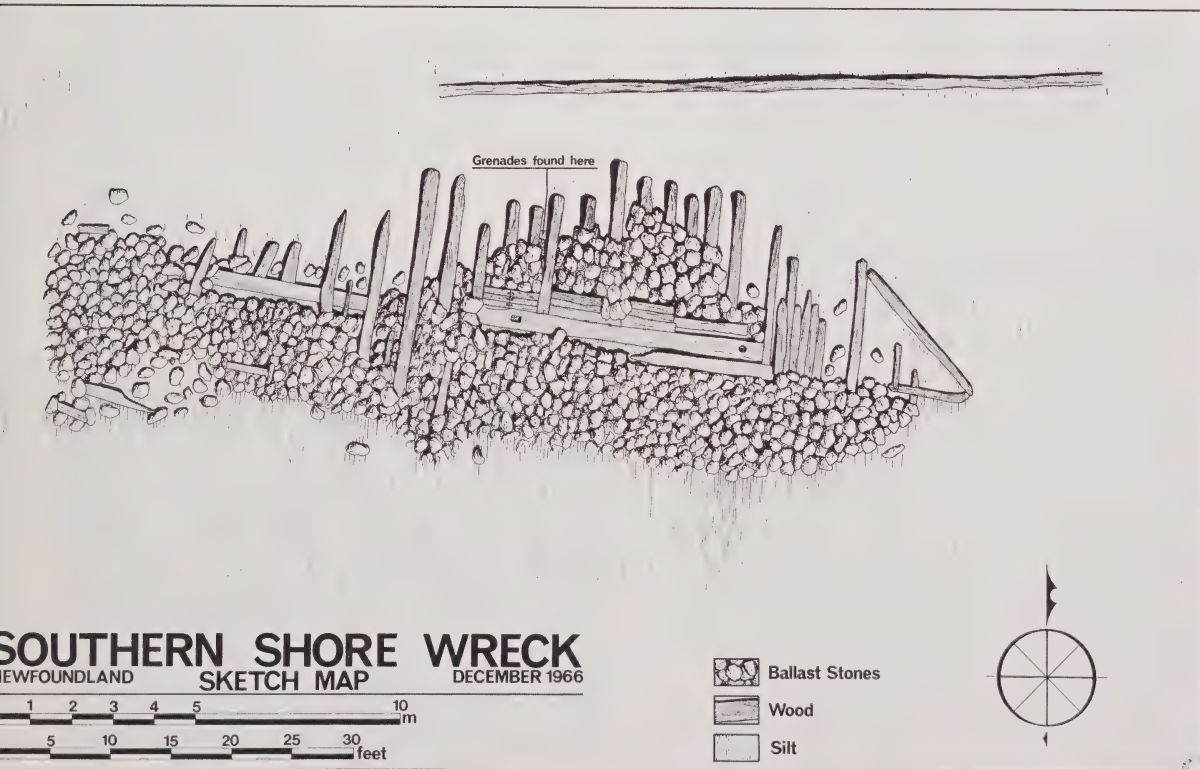 Grenades found here
SOUTHERN SHORE WRECK
NEWFOUNDLAND SKETCH MAP DECEMBER 1966
1 2 3 4 5 10
m
5 10 15 20 25 30
feet
Ballast Stones
Wood
Silt